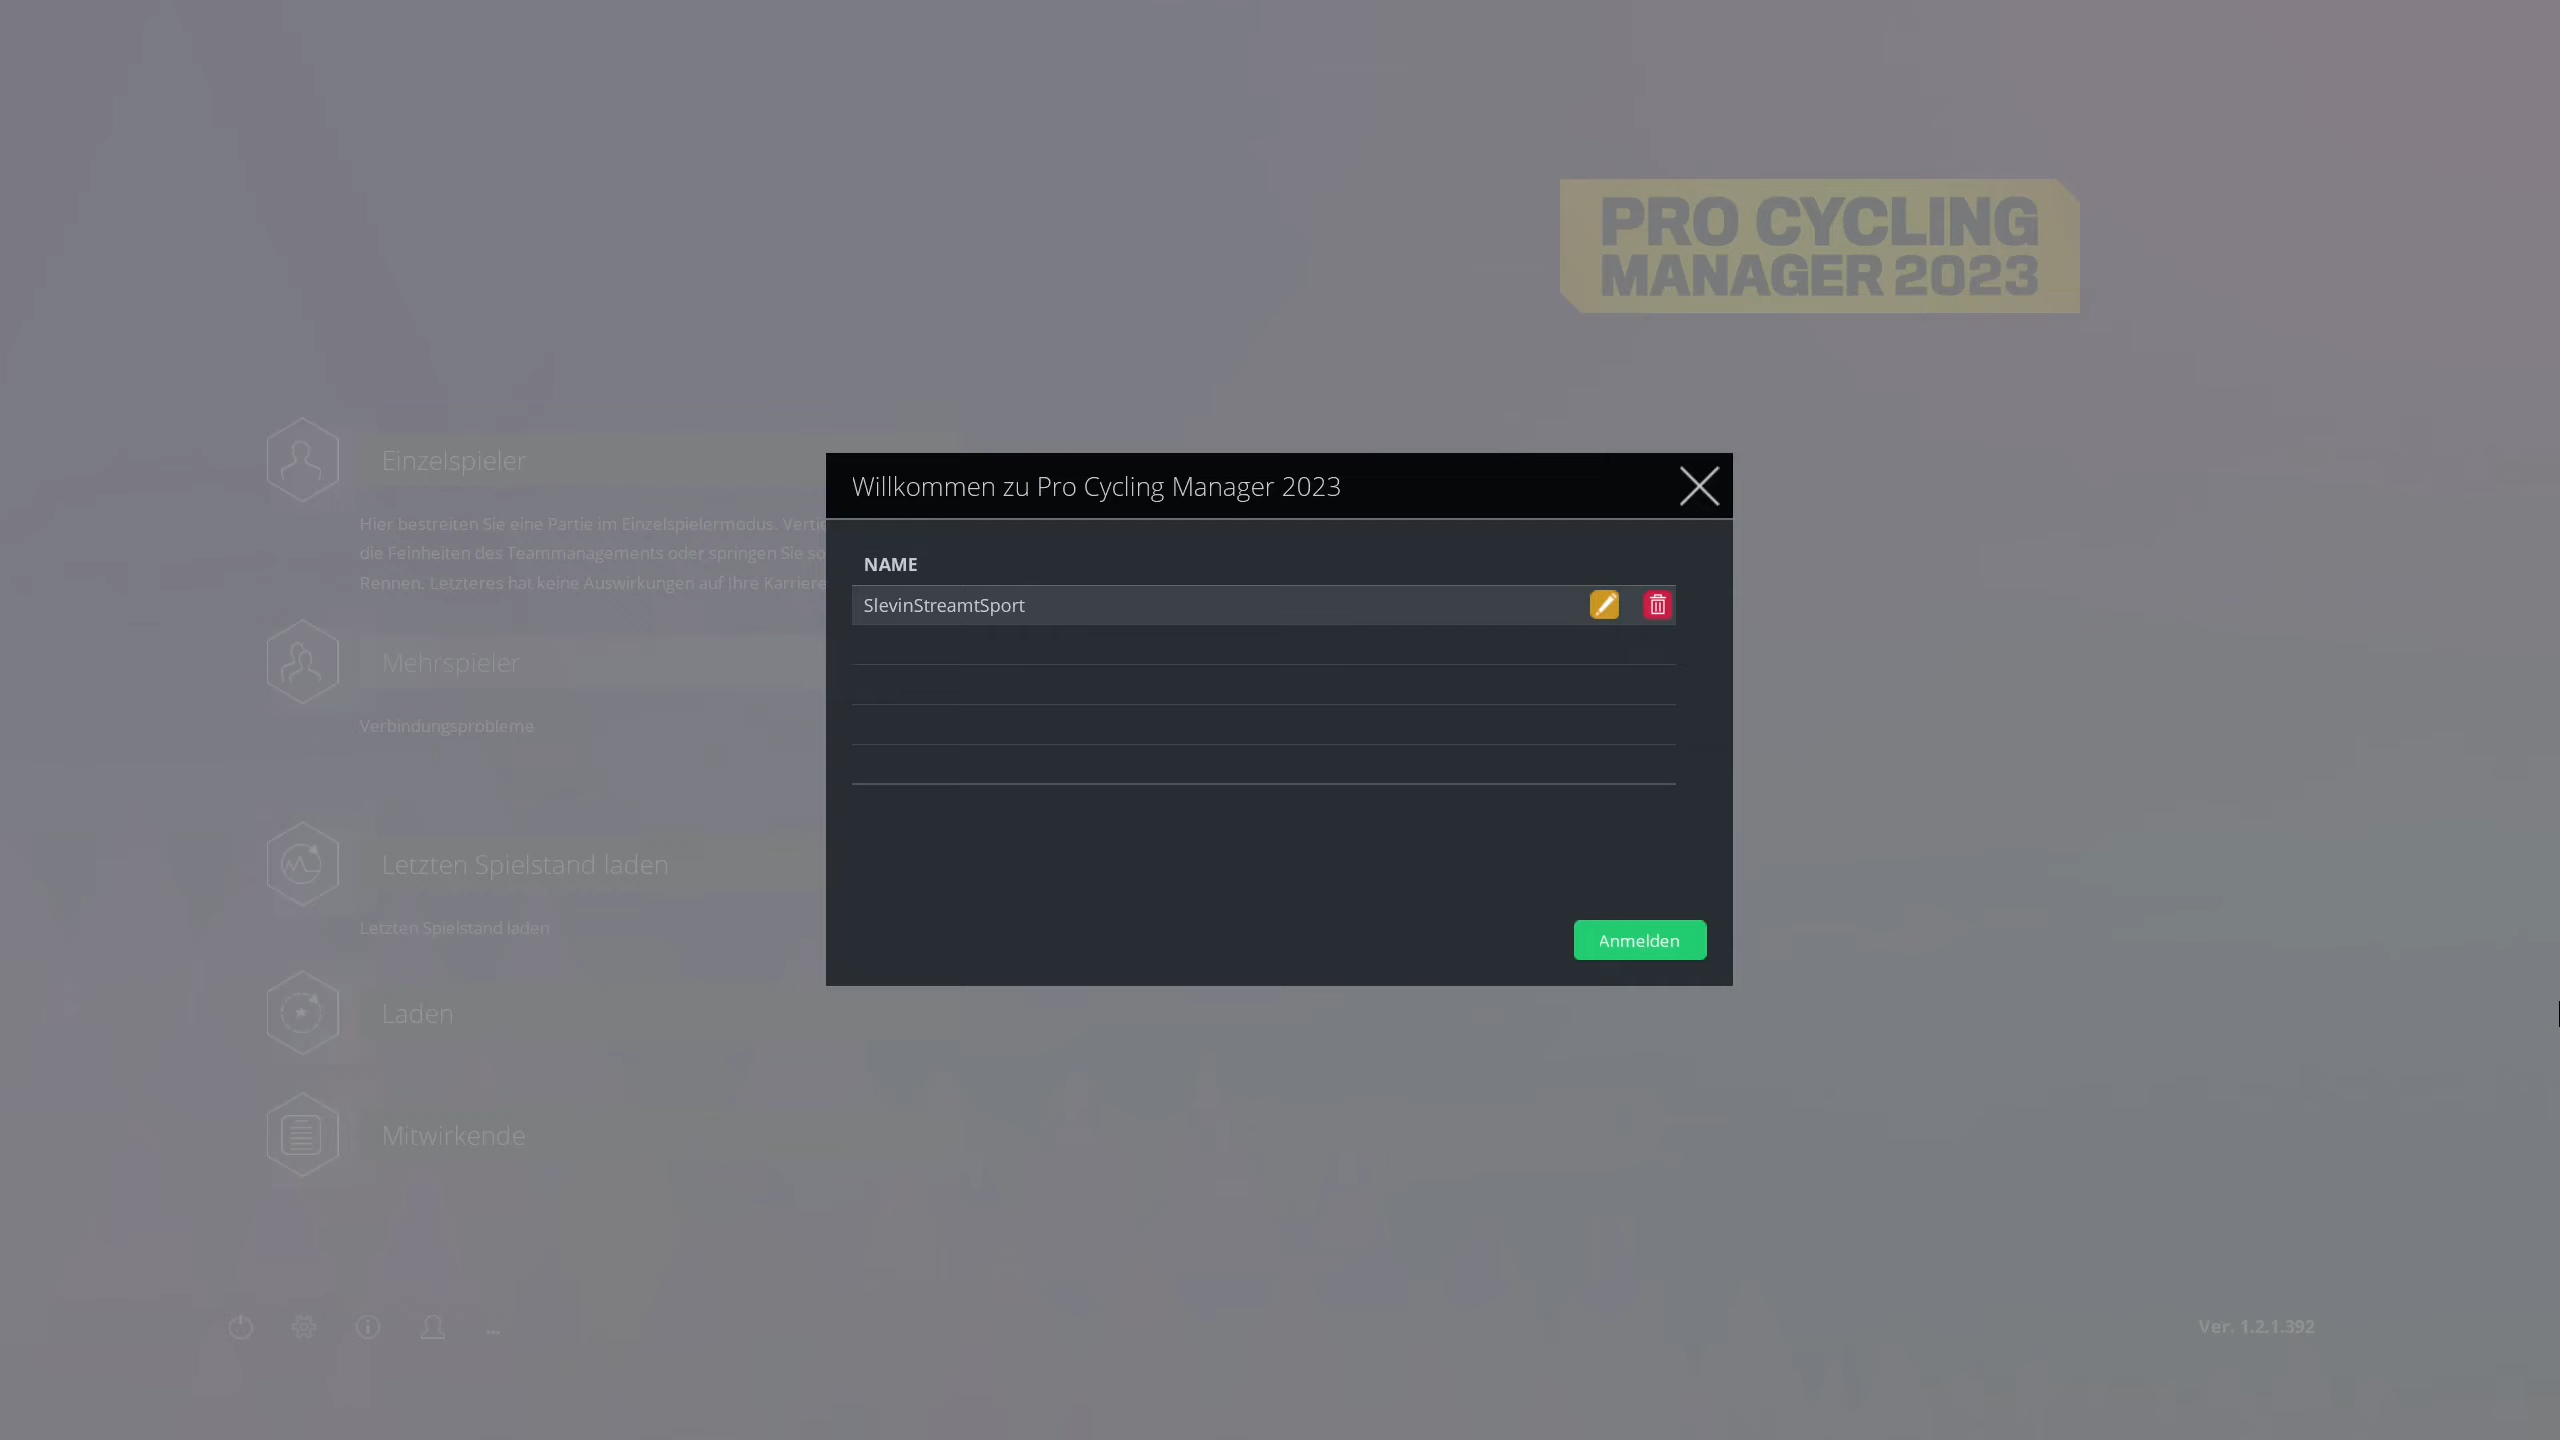 PRO CYCLING
MANAGER 2023
Einzelspieler
Hier bestreiten Sie eine Partie im Einzelspielermodus.
die Feinheiten des Teammanagements oder springen Sie
Rennen. Letzteres hat keine Auswirkungen auf Ihre Karriere
Mehrspieler
Verbindungsprobleme
Letzten Spielstand laden
Letzten Spielstand laden
Laden
Mitwirkende
Willkommen zu Pro Cycling Manager 2023
NAME
SlevinStreamtSport
Anmelden
...
Ver. 1.2.1.392